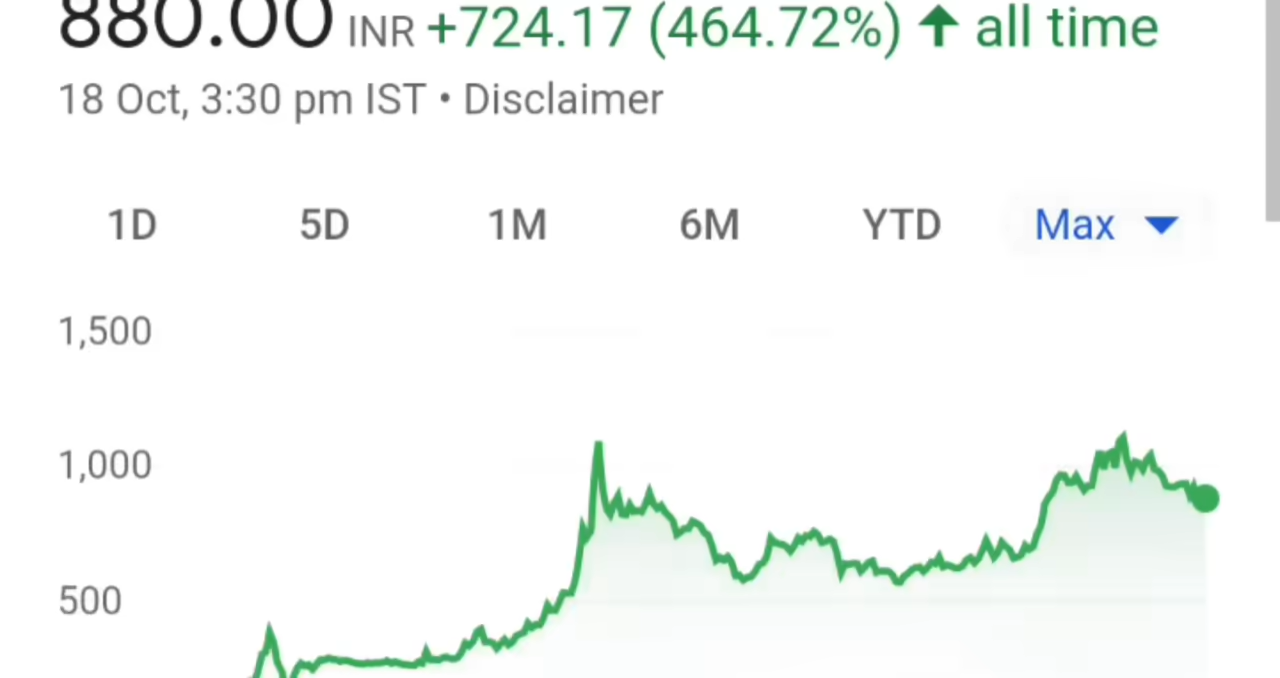 880.00 INR +724.17 (464.72%) ↑ all time
18 Oct, 3:30 pm IST • Disclaimer
1D 5D 1M 6M YTD Max
1,500
1,000
500